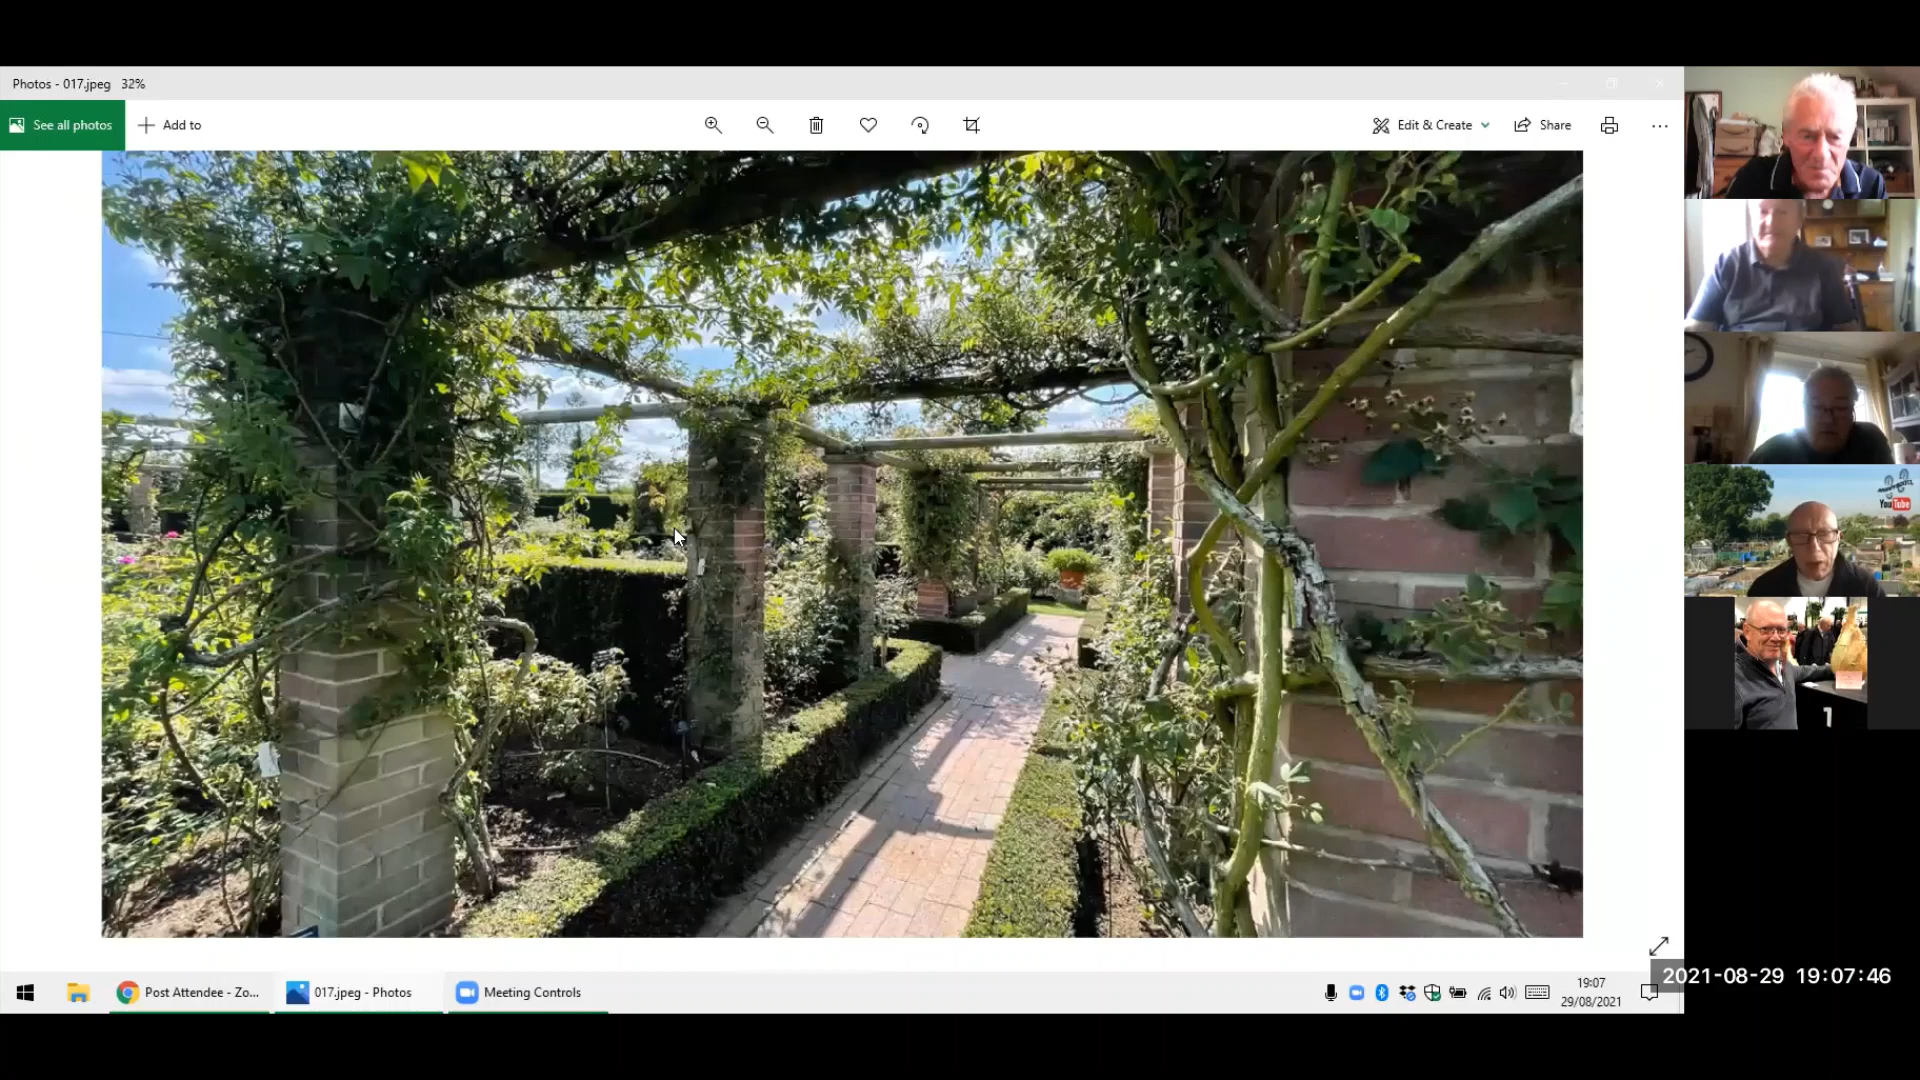 Photos - 017.jpeg 32%
See all photos
Add to
Edit & Create
Share
YouTube
1
Post Attendee - Zo...
017.jpeg - Photos
Meeting Controls
19:07
29/08/2021
2021-08-29 19:07:46